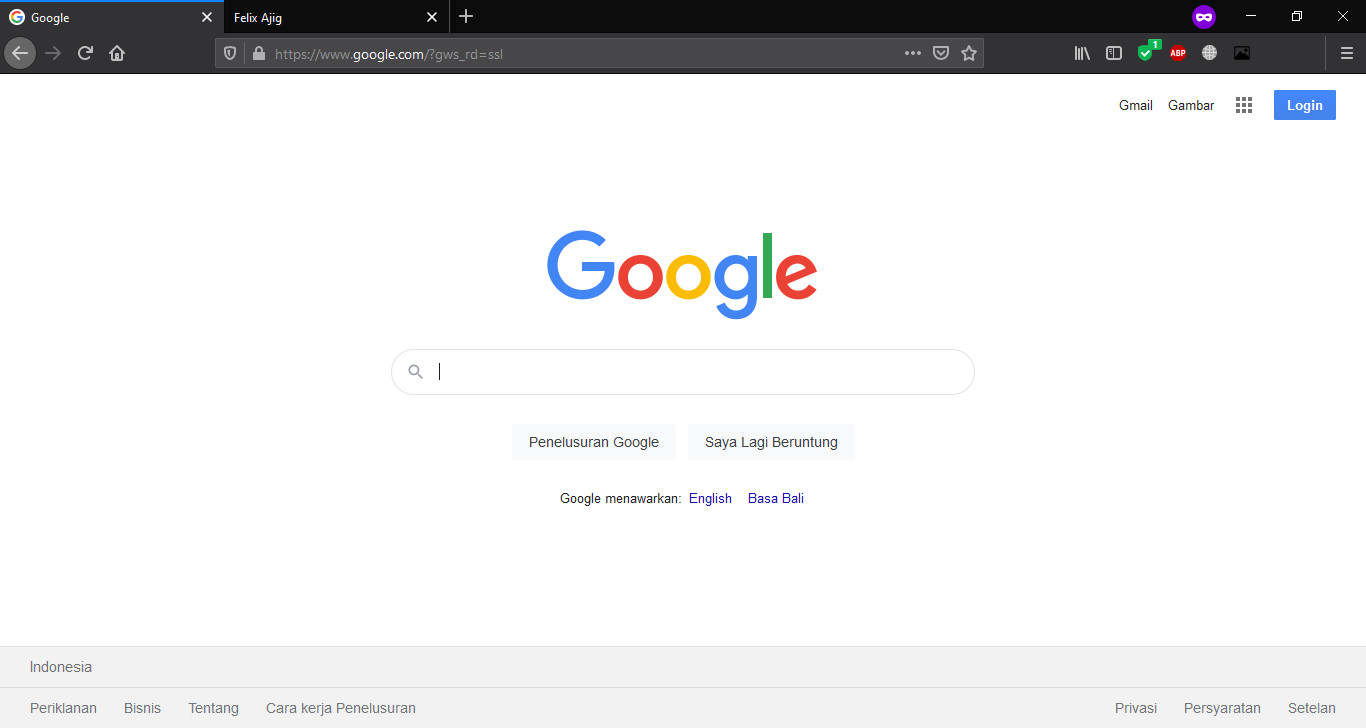 Google
Felix Ajig
https://www.google.com/?gws_rd=ssl
1
ABP
Gmail Gambar Login
Google
Penelusuran Google Saya Lagi Beruntung
Google menawarkan: English Basa Bali
Indonesia
Periklanan Bisnis Tentang Cara kerja Penelusuran Privasi Persyaratan Setelan